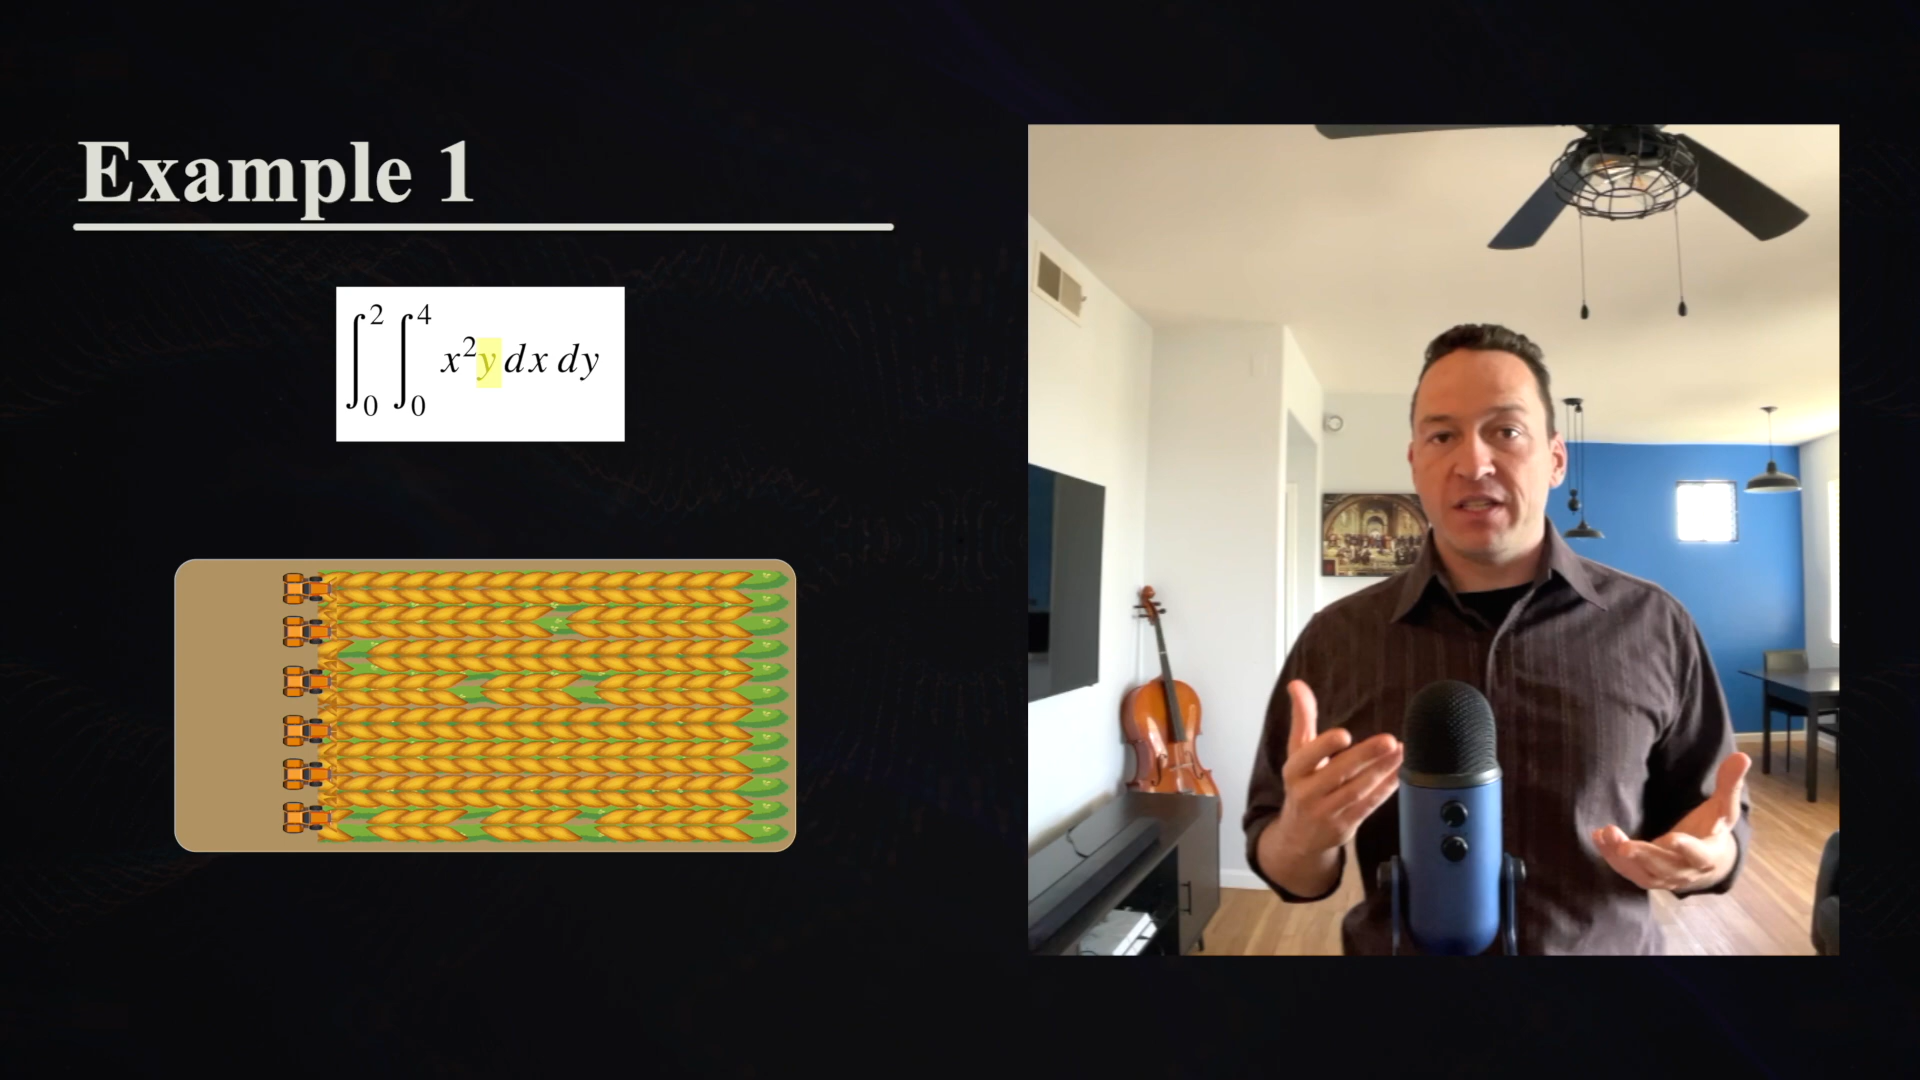 Example 1
∫₀² ∫₀⁴ x²y dx dy